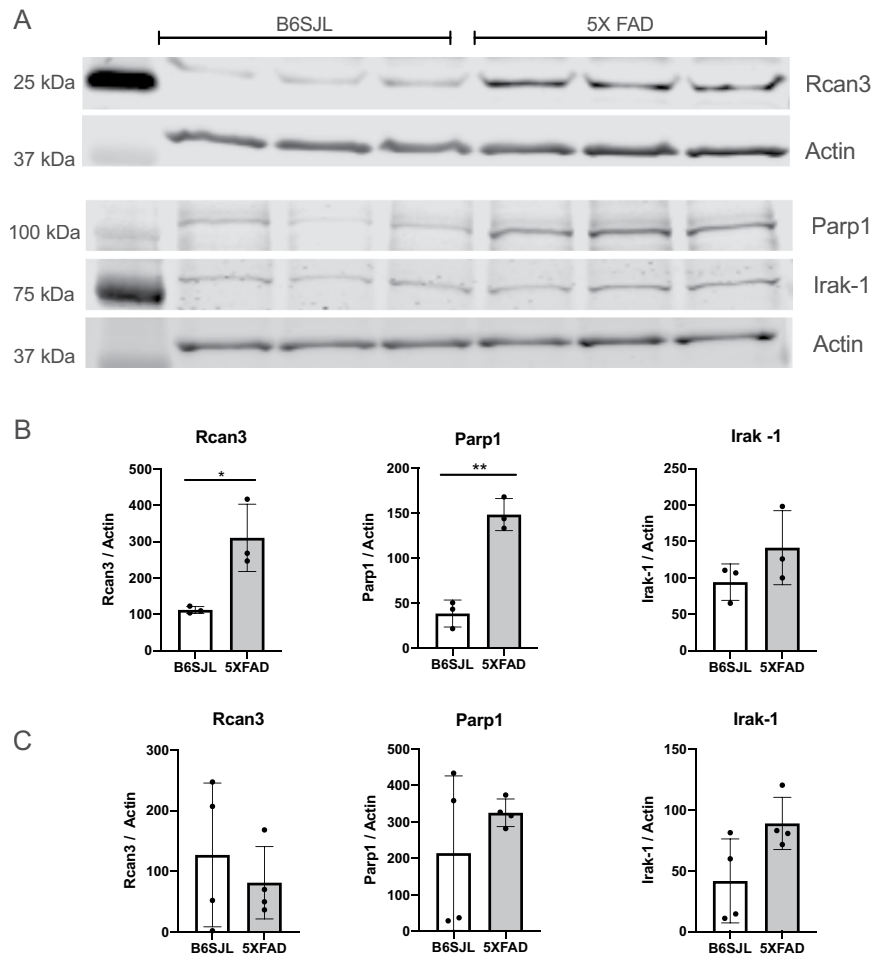 A
B6SJL 5X FAD
25 kDa Rcan3
37 kDa Actin
100 kDa Parp1
75 kDa Irak-1
37 kDa Actin
B
Rcan3 Parp1 Irak -1
Rcan3 / Actin
500
400
300
200
100
0
*
B6SJL 5XFAD
Parp1 / Actin
200
150
100
50
0
**
B6SJL 5XFAD
Irak-1 / Actin
250
200
150
100
50
0
B6SJL 5XFAD
C
Rcan3 Parp1 Irak-1
Rcan3 / Actin
300
200
100
0
B6SJL 5XFAD
Parp1 / Actin
500
400
300
200
100
0
B6SJL 5XFAD
Irak-1 / Actin
150
100
50
0
B6SJL 5XFAD